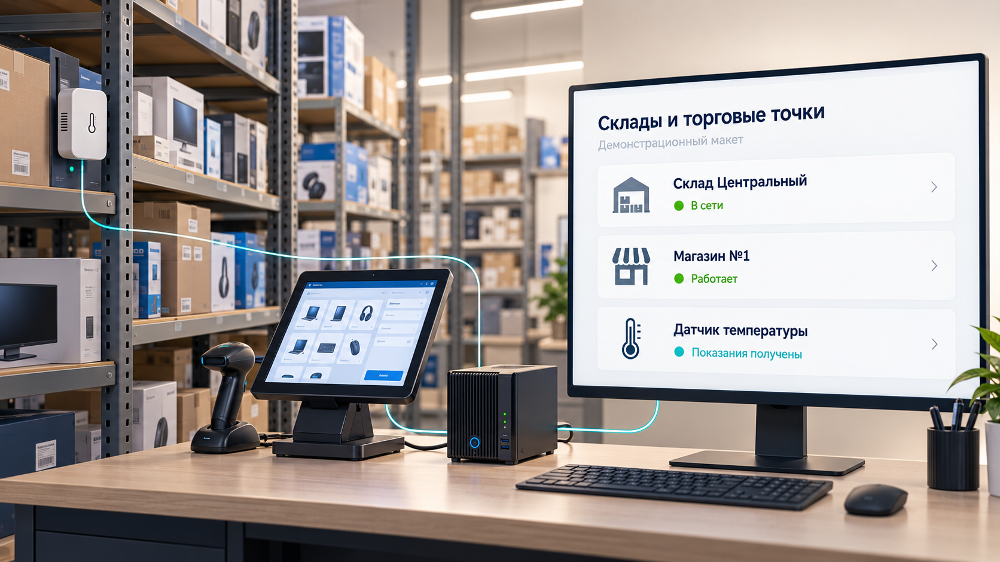 Склады и торговые точки
Демонстрационный макет
Склад Центральный
В сети
Магазин №1
Работает
Датчик температуры
Показания получены